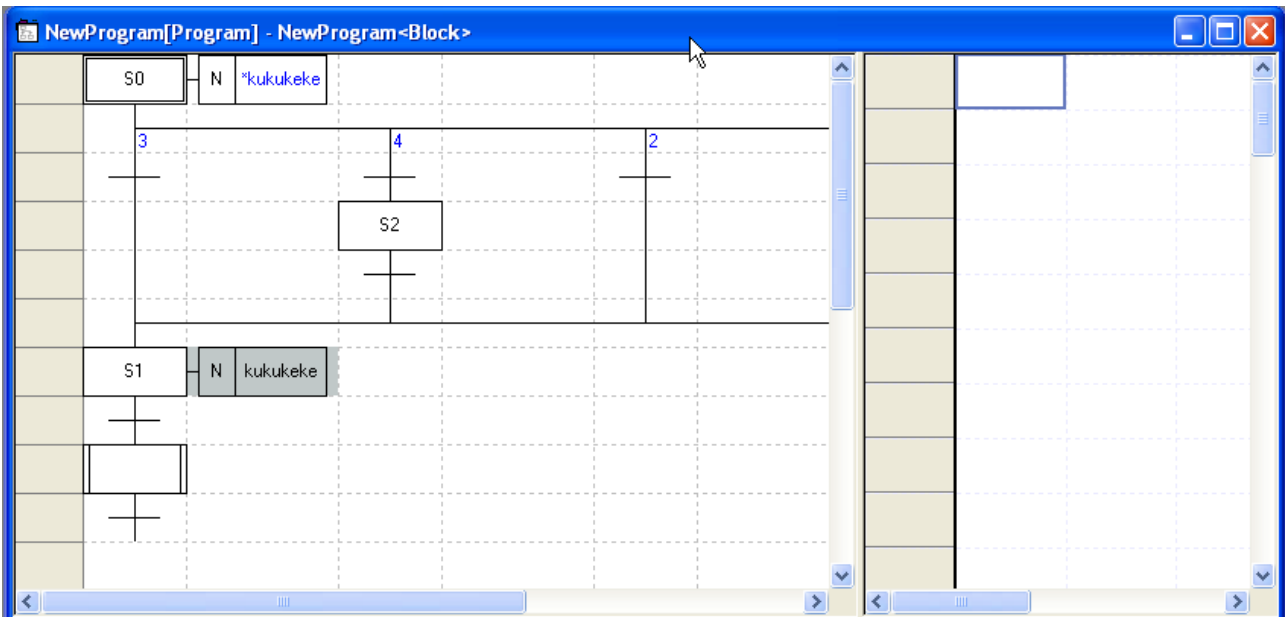 NewProgram[Program] - NewProgram<Block>
S0 N *kukukeke
3 4 2
S2
S1 N kukukeke